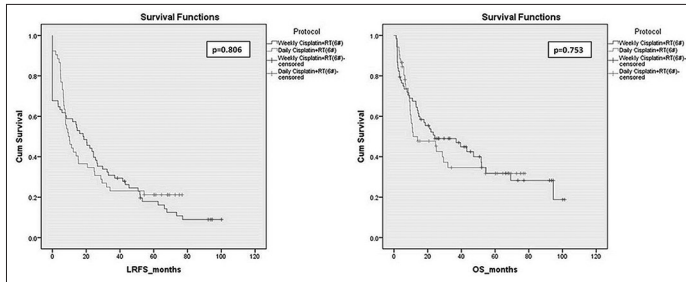 Survival Functions
p=0.806
Protocol
Weekly Cisplatin+RT(6#)
Daily Cisplatin+RT(6#)
Weekly Cisplatin+RT(6#)-
censored
Daily Cisplatin+RT(6#)-
censored
Cum Survival
1.0
0.8
0.6
0.4
0.2
0.0
0 20 40 60 80 100 120
LRFS_months
Survival Functions
p=0.753
Protocol
Weekly Cisplatin+RT(6#)
Daily Cisplatin+RT(6#)
Weekly Cisplatin+RT(6#)-
censored
Daily Cisplatin+RT(6#)-
censored
Cum Survival
1.0
0.8
0.6
0.4
0.2
0.0
0 20 40 60 80 100 120
OS_months